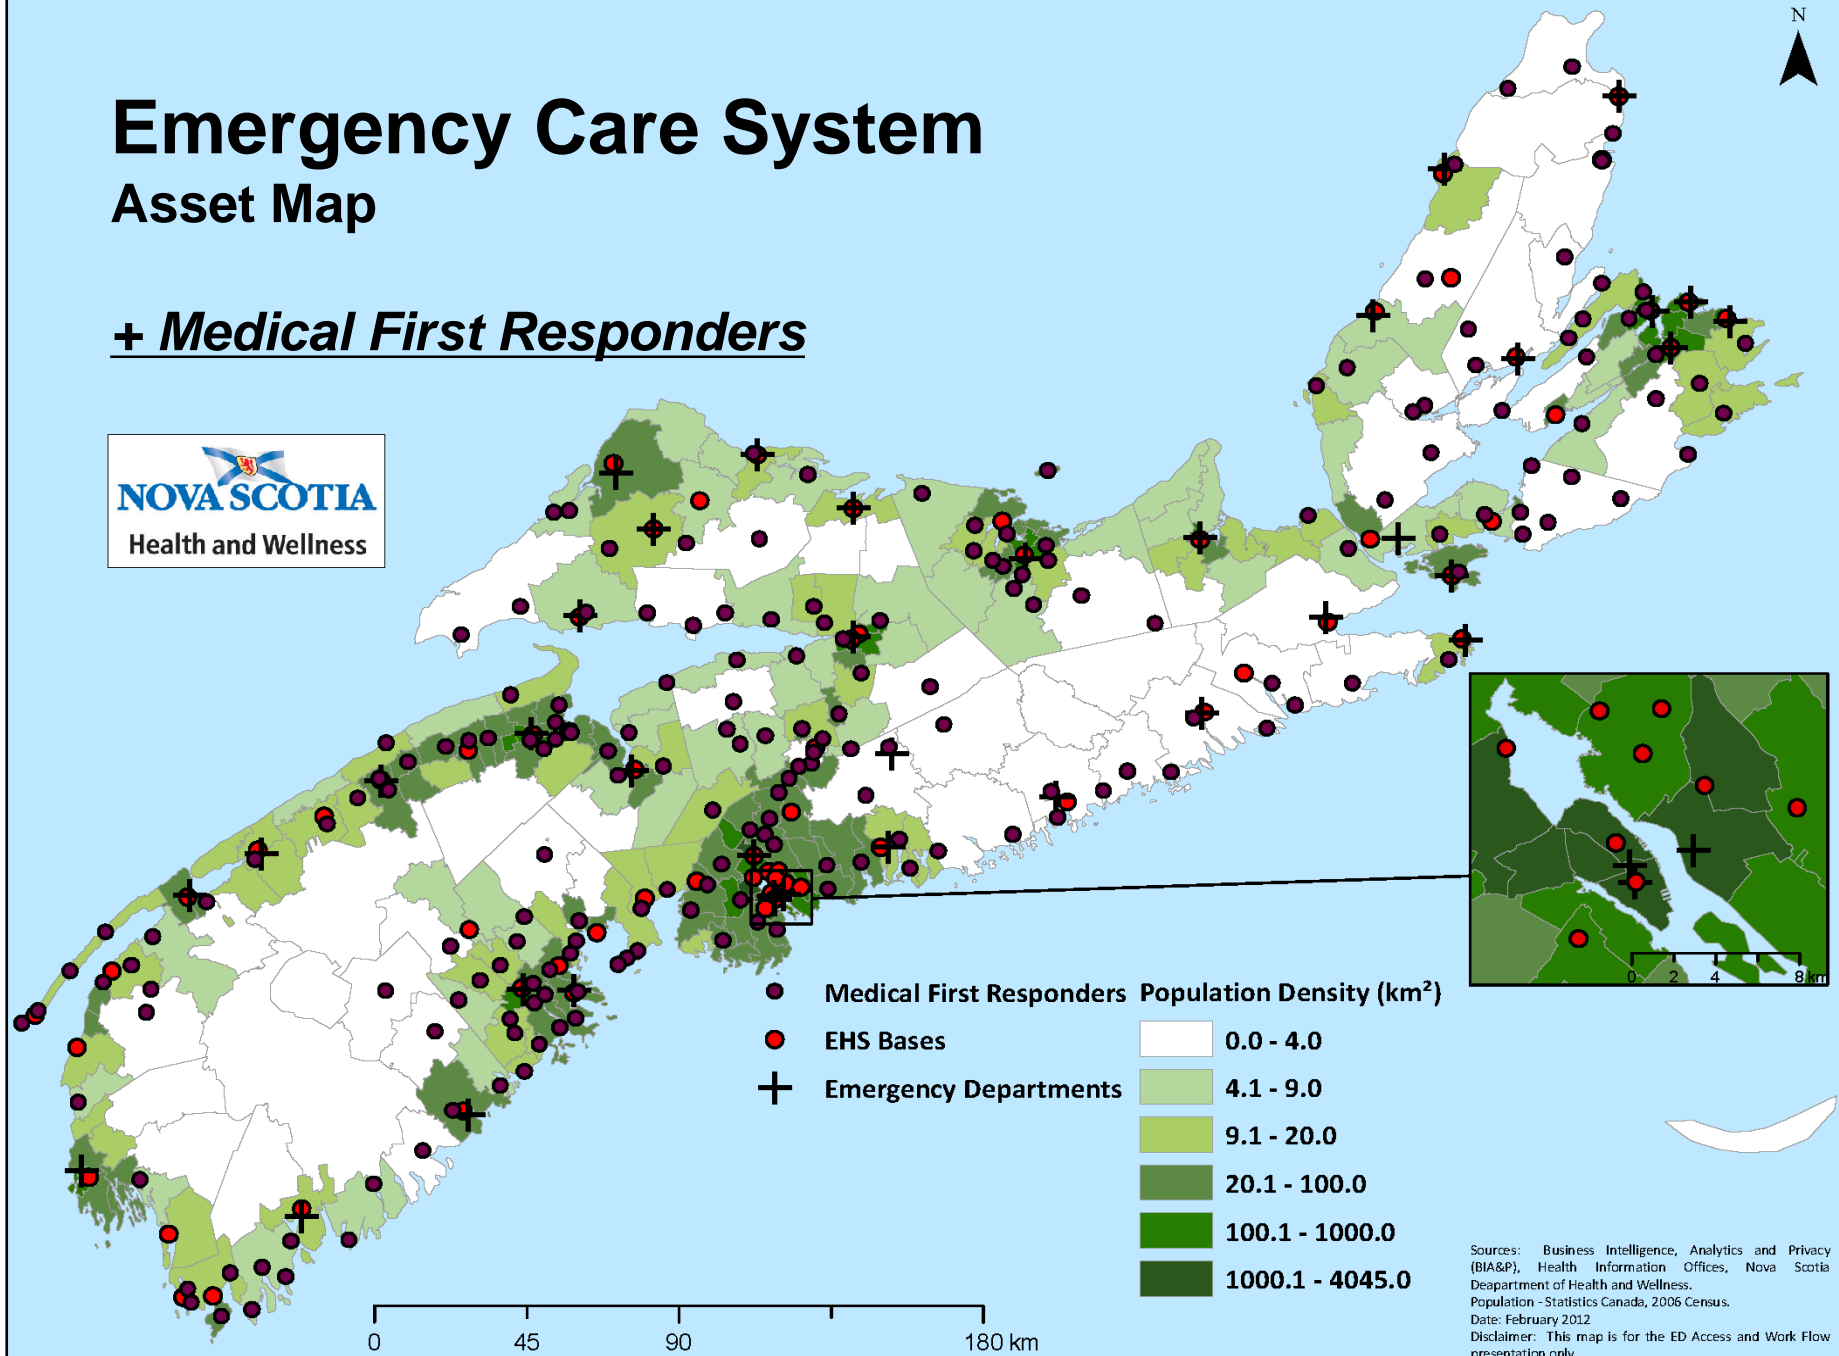 N
Emergency Care System
Asset Map
+ Medical First Responders
NOVA SCOTIA
Health and Wellness
0 2 4 8 km
Medical First Responders
EHS Bases
Emergency Departments
Population Density (km²)
0.0 - 4.0
4.1 - 9.0
9.1 - 20.0
20.1 - 100.0
100.1 - 1000.0
1000.1 - 4045.0
0 45 90 180 km
Sources: Business Intelligence, Analytics and Privacy
(BIA&P), Health Information Offices, Nova Scotia
Deapartment of Health and Wellness.
Population - Statistics Canada, 2006 Census.
Date: February 2012
Disclaimer: This map is for the ED Access and Work Flow
presentation only